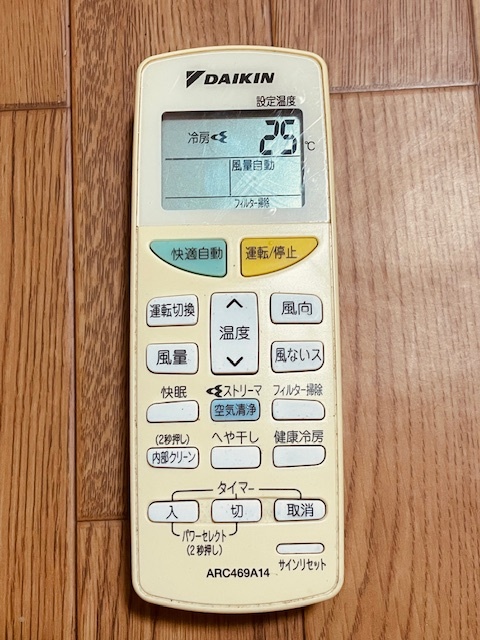 DAIKIN
設定温度
冷房 25℃
風量自動
フィルター掃除
快適自動 運転/停止
運転切換 温度 風向
風量 風ないス
快眠 ストリーマ フィルター掃除
空気清浄
(2秒押し) へや干し 健康冷房
内部クリーン
タイマー
入 切 取消
パワーセレクト
(2秒押し)
サインリセット
ARC469A14